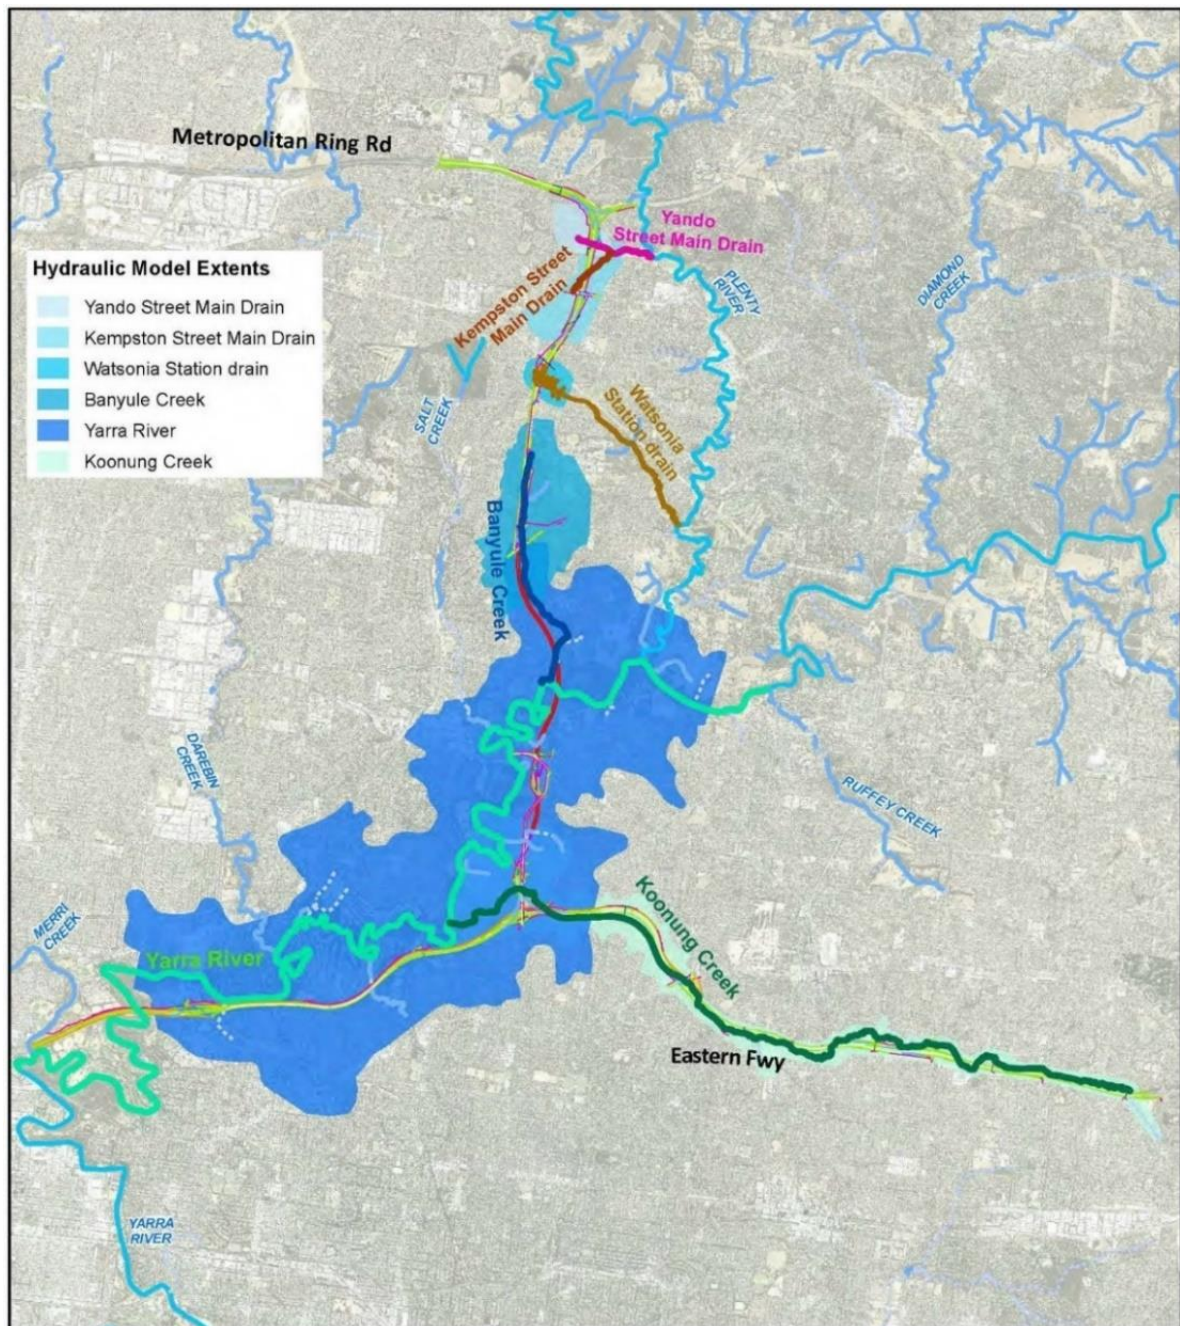 Metropolitan Ring Rd
Yando
Street Main Drain
Hydraulic Model Extents
Yando Street Main Drain
Kempston Street Main Drain
Watsonia Station drain
Banyule Creek
Yarra River
Koonung Creek
Kempston Street
Main Drain
PLENTY
RIVER
DIAMOND
CREEK
SALT
CREEK
Watsonia
Station drain
Banyule Creek
DAREBIN
CREEK
RUFFEY CREEK
MERRI
CREEK
Yarra River
Koonung Creek
Eastern Fwy
YARRA
RIVER